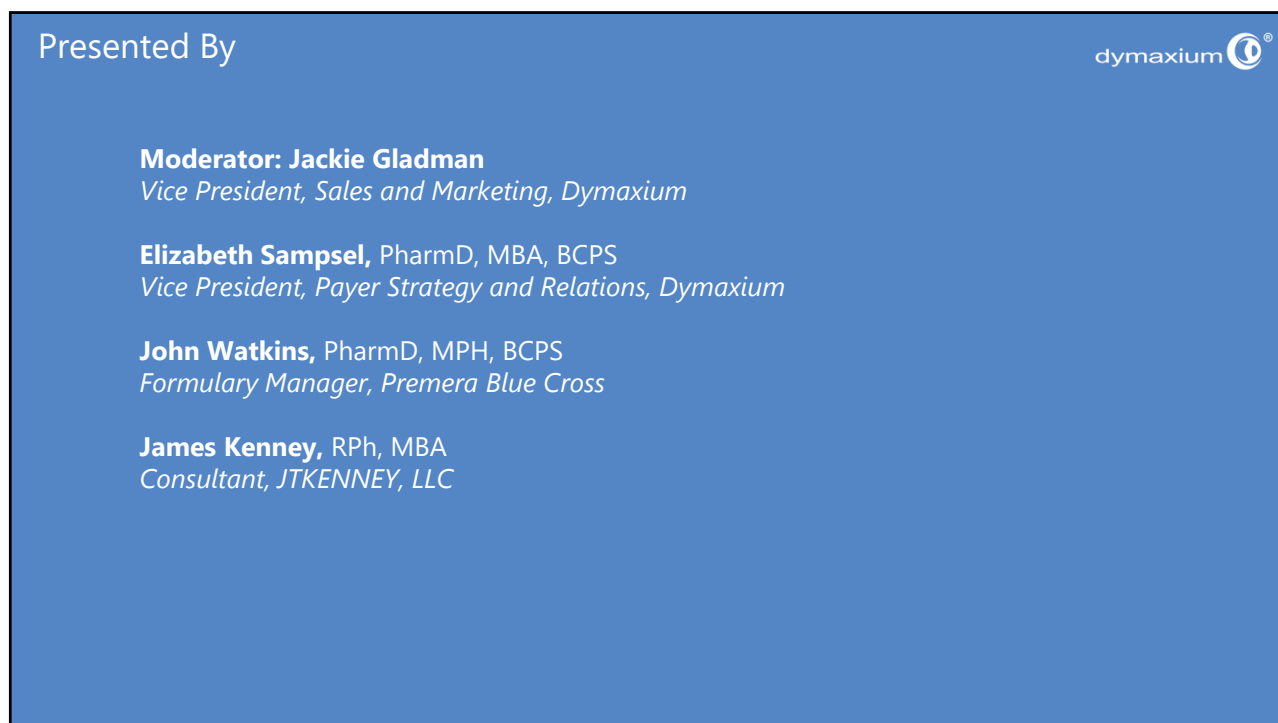 Presented By
dymaxium ®
Moderator: Jackie Gladman
Vice President, Sales and Marketing, Dymaxium
Elizabeth Sampsel, PharmD, MBA, BCPS
Vice President, Payer Strategy and Relations, Dymaxium
John Watkins, PharmD, MPH, BCPS
Formulary Manager, Premera Blue Cross
James Kenney, RPh, MBA
Consultant, JTKENNEY, LLC